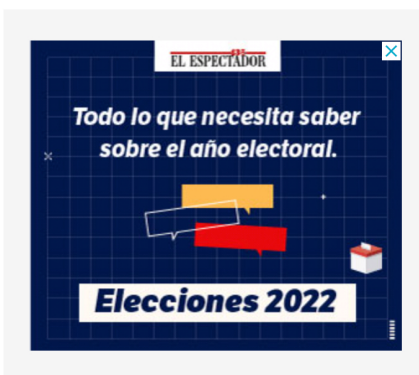 EL ESPECTADOR
Todo lo que necesita saber
sobre el año electoral.
Elecciones 2022